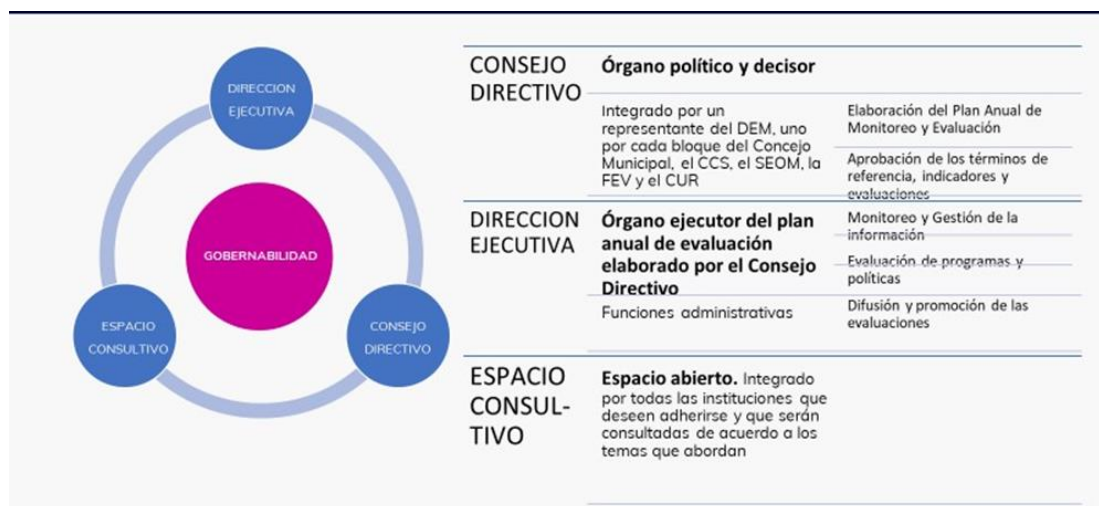 DIRECCION
EJECUTIVA
GOBERNABILIDAD
ESPACIO
CONSULTIVO
CONSEJO
DIRECTIVO
CONSEJO
DIRECTIVO
Órgano político y decisor
Integrado por un
representante del DEM, uno
por cada bloque del Concejo
Municipal, el CCS, el SEOM, la
FEV y el CUR
Elaboración del Plan Anual de
Monitoreo y Evaluación
Aprobación de los términos de
referencia, indicadores y
evaluaciones
DIRECCION
EJECUTIVA
Órgano ejecutor del plan
anual de evaluación
elaborado por el Consejo
Directivo
Funciones administrativas
Monitoreo y Gestión de la
información
Evaluación de programas y
políticas
Difusión y promoción de las
evaluaciones
ESPACIO
CONSUL-
TIVO
Espacio abierto. Integrado
por todas las instituciones que
deseen adherirse y que serán
consultadas de acuerdo a los
temas que abordan